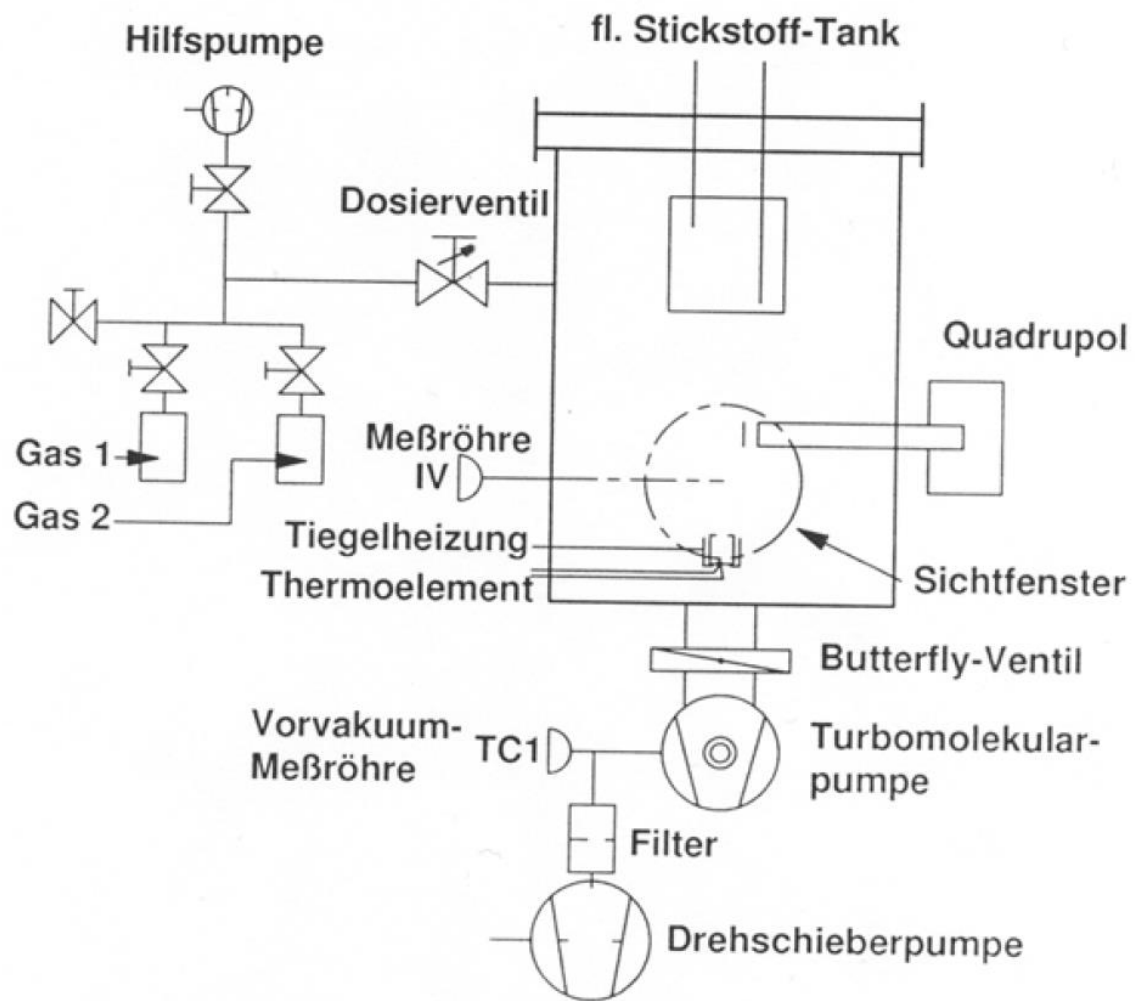 Hilfspumpe
fl. Stickstoff-Tank
Dosierventil
Quadrupol
Meßröhre
IV
Gas 1
Gas 2
Tiegelheizung
Thermoelement
Sichtfenster
Butterfly-Ventil
Vorvakuum-
Meßröhre
TC1
Turbomolekular-
pumpe
Filter
Drehschieberpumpe